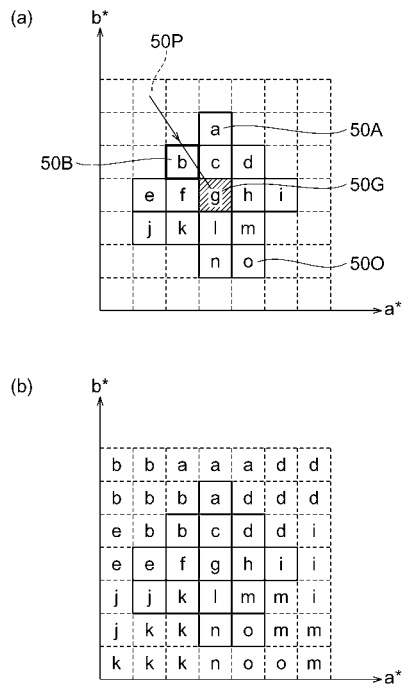 (a)
b*
50P
a
50A
50B
b c d
50G
e f g h i
j k l m
n o
50O
a*
(b)
b*
b b a a a d d
b b b a d d d
e b b c d d i
e e f g h i i
j j k l m m i
j k k n o m m
k k k n o o m
a*